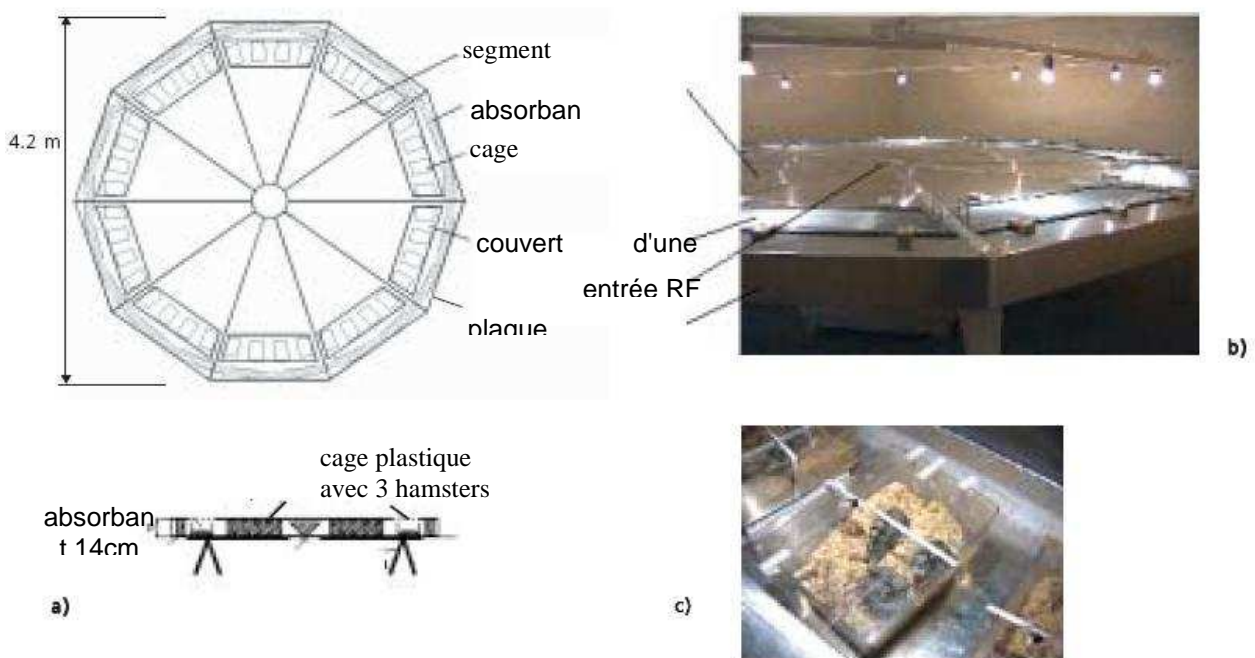 4.2 m
segment
absorban
cage
couvert
plaque
d'une
entrée RF
b)
cage plastique
avec 3 hamsters
absorban
t 14cm
a)
c)